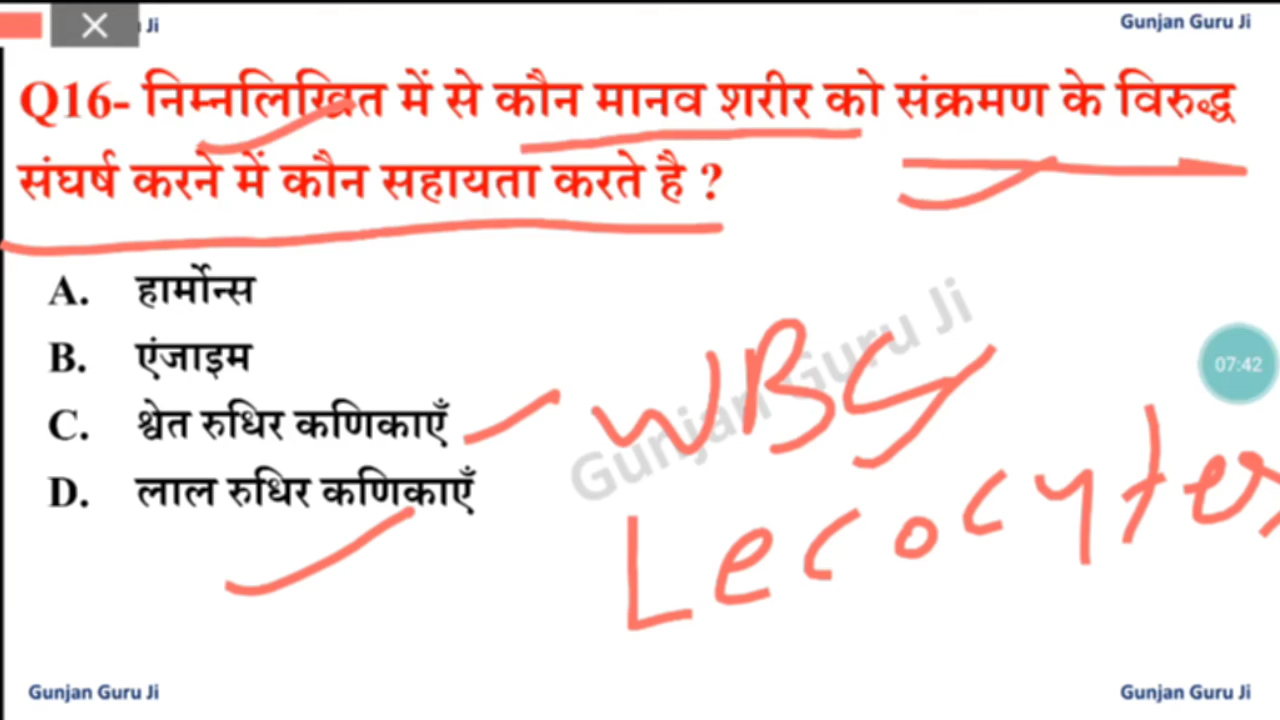 Ji
Gunjan Guru Ji
Q16- निम्नलिखित में से कौन मानव शरीर को संक्रमण के विरुद्ध
संघर्ष करने में कौन सहायता करते है ?
A. हार्मोन्स
B. एंजाइम
C. श्वेत रुधिर कणिकाएँ
D. लाल रुधिर कणिकाएँ
WBC
Lecocytes
Gunjan Guru Ji
07:42
Gunjan Guru Ji
Gunjan Guru Ji